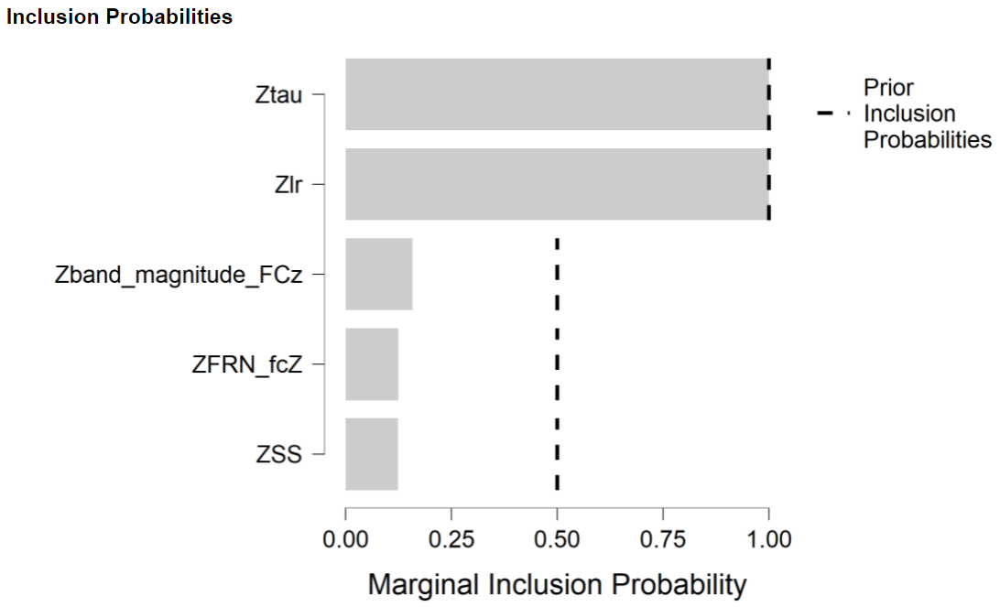 Inclusion Probabilities
Ztau
Zlr
Zband_magnitude_FCz
ZFRN_fcZ
ZSS
Prior
Inclusion
Probabilities
0.00 0.25 0.50 0.75 1.00
Marginal Inclusion Probability